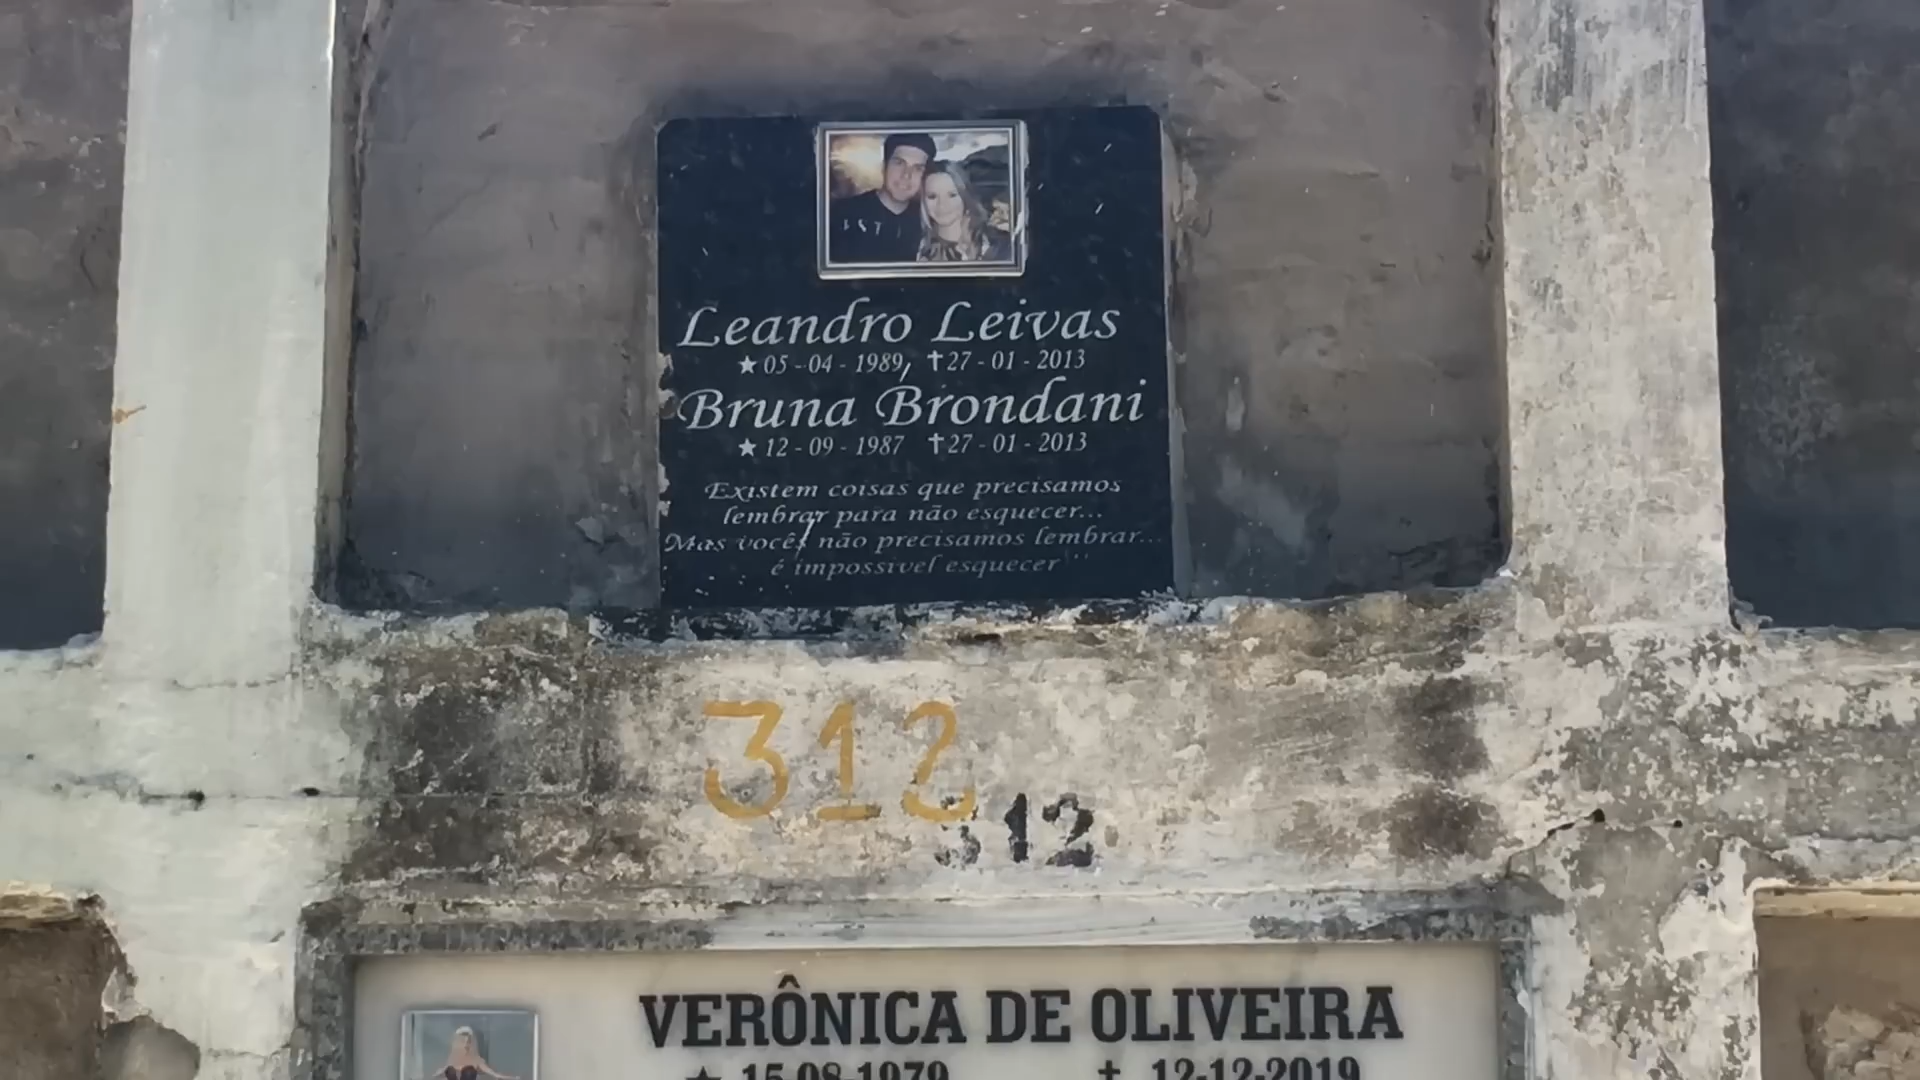 Leandro Leivas
★ 05 - 04 - 1989, ✝ 27 - 01 - 2013
Bruna Brondani
★ 12 - 09 - 1987 ✝ 27 - 01 - 2013
Existem coisas que precisamos
lembrar para não esquecer...
Mas vocês não precisamos lembrar...
é impossível esquecer''
312
312
VERÔNICA DE OLIVEIRA
★ 15-08-1979 ✝ 12-12-2019